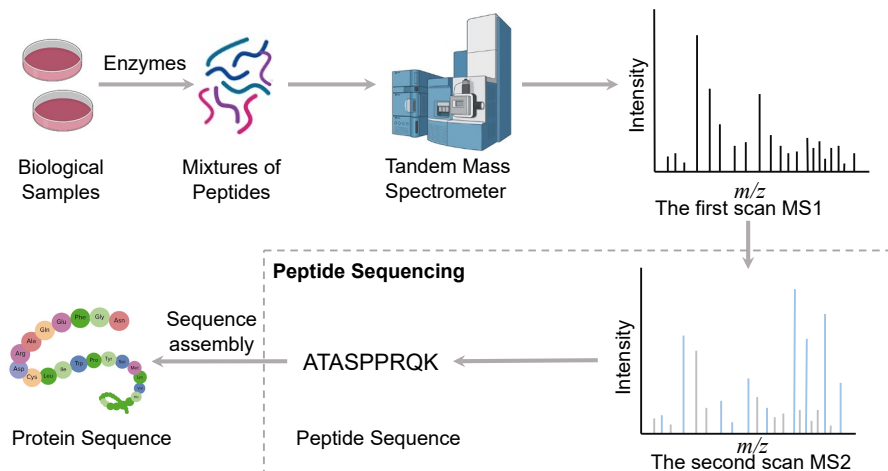 Enzymes
Biological
Samples
Mixtures of
Peptides
Tandem Mass
Spectrometer
Intensity
m/z
The first scan MS1
Peptide Sequencing
Intensity
m/z
The second scan MS2
ATASPPRQK
Peptide Sequence
Sequence
assembly
Asn
Gly
Phe
Glu
Gln
Ala
Arg
Asp
Cys
Leu
Ile
Trp
Pro
Tyr
Met
Protein Sequence